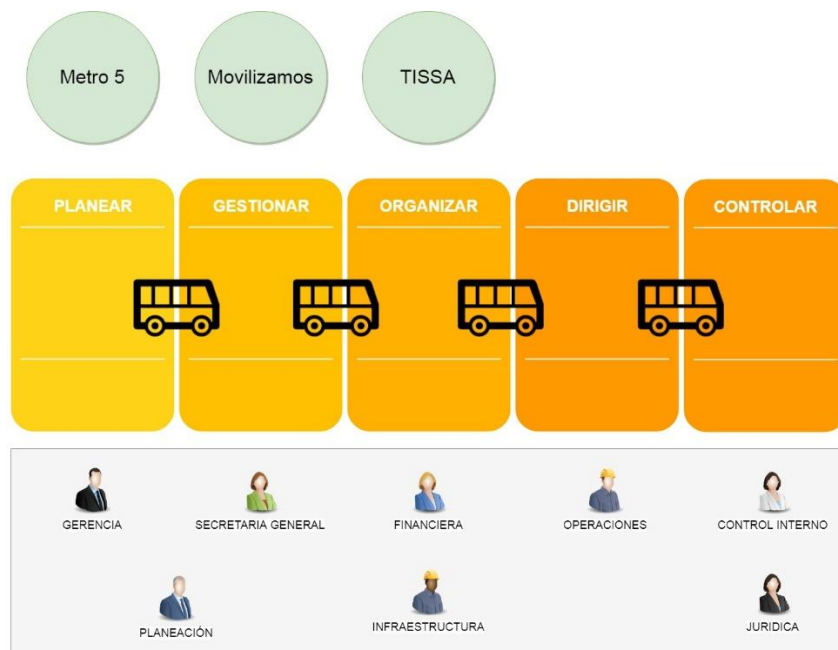 Metro 5
Movilizamos
TISSA
PLANEAR
GESTIONAR
ORGANIZAR
DIRIGIR
CONTROLAR
GERENCIA
SECRETARIA GENERAL
FINANCIERA
OPERACIONES
CONTROL INTERNO
PLANEACIÓN
INFRAESTRUCTURA
JURIDICA